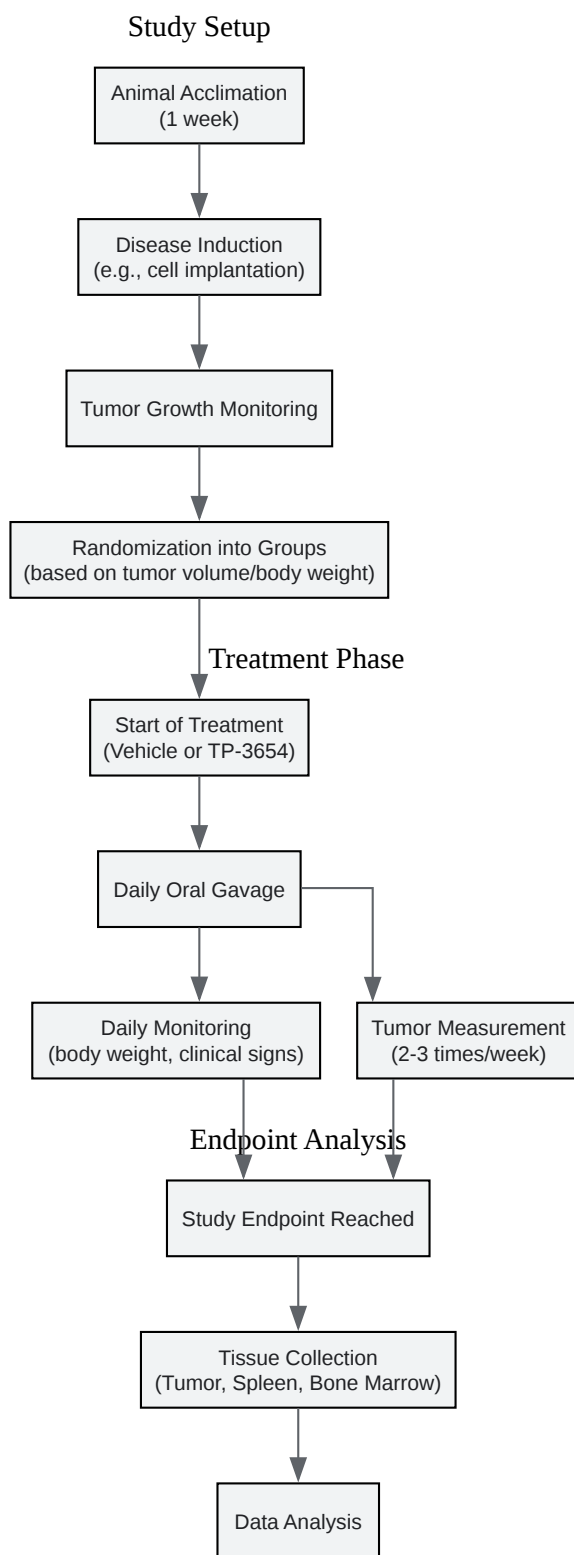 Study Setup
Animal Acclimation
(1 week)
Disease Induction
(e.g., cell implantation)
Tumor Growth Monitoring
Randomization into Groups
(based on tumor volume/body weight)
Treatment Phase
Start of Treatment
(Vehicle or TP-3654)
Daily Oral Gavage
Daily Monitoring
(body weight, clinical signs)
Tumor Measurement
(2-3 times/week)
Endpoint Analysis
Study Endpoint Reached
Tissue Collection
(Tumor, Spleen, Bone Marrow)
Data Analysis